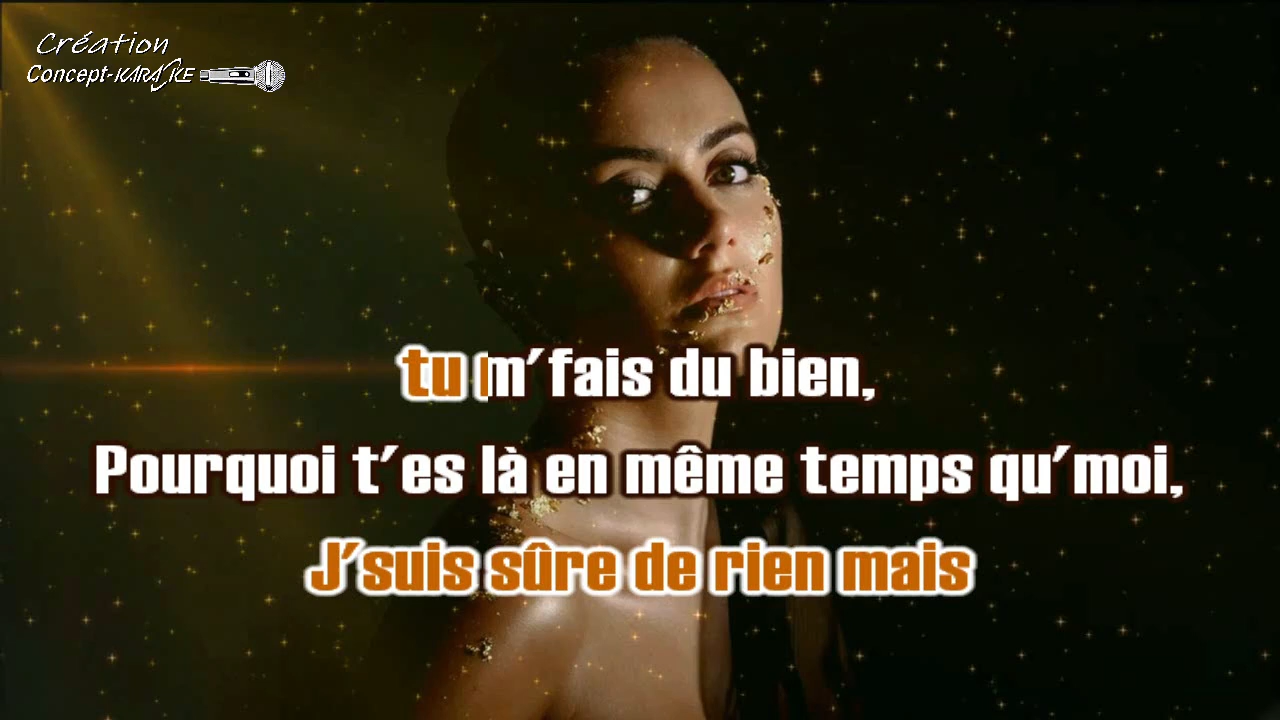 Création
Concept-KARAOKE
tu m'fais du bien,
Pourquoi t'es là en même temps qu'moi,
J'suis sûre de rien mais